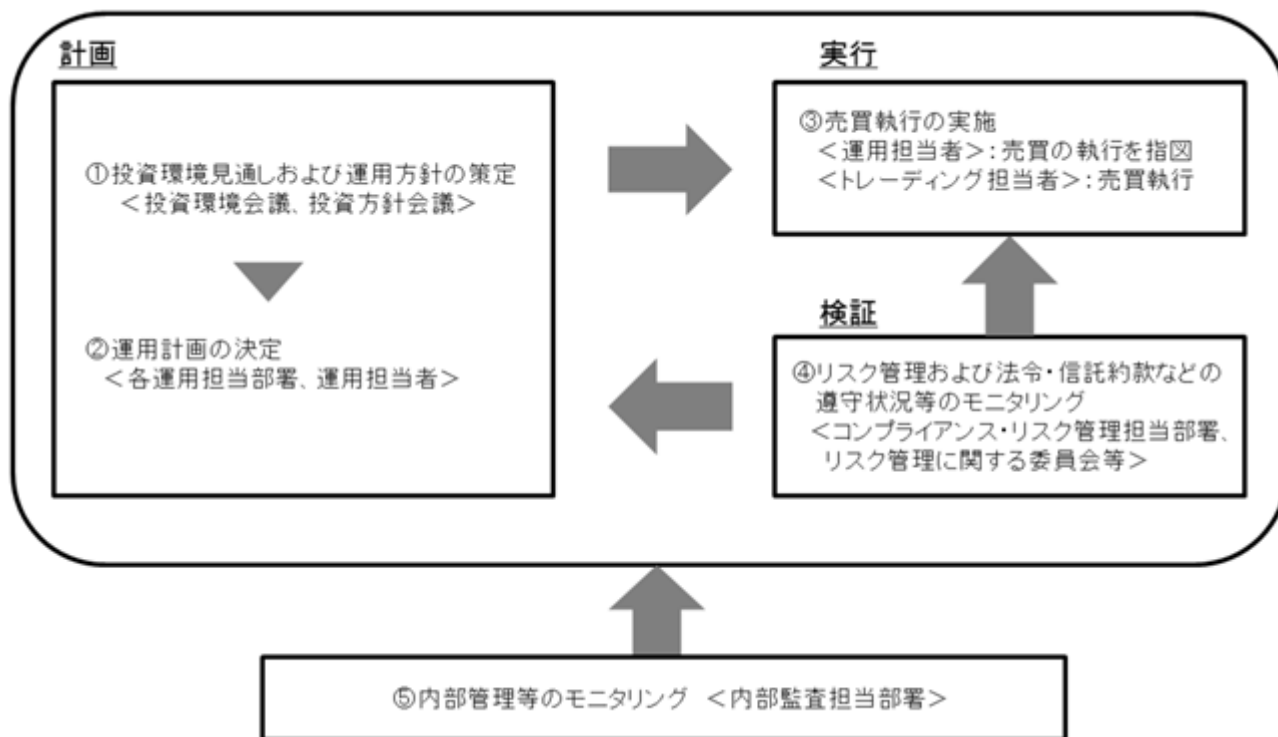 計画
①投資環境見通しおよび運用方針の策定
＜投資環境会議、投資方針会議＞
②運用計画の決定
＜各運用担当部署、運用担当者＞
実行
③売買執行の実施
＜運用担当者＞：売買の執行を指図
＜トレーディング担当者＞：売買執行
検証
④リスク管理および法令・信託約款などの
遵守状況等のモニタリング
＜コンプライアンス・リスク管理担当部署、
リスク管理に関する委員会等＞
⑤内部管理等のモニタリング ＜内部監査担当部署＞